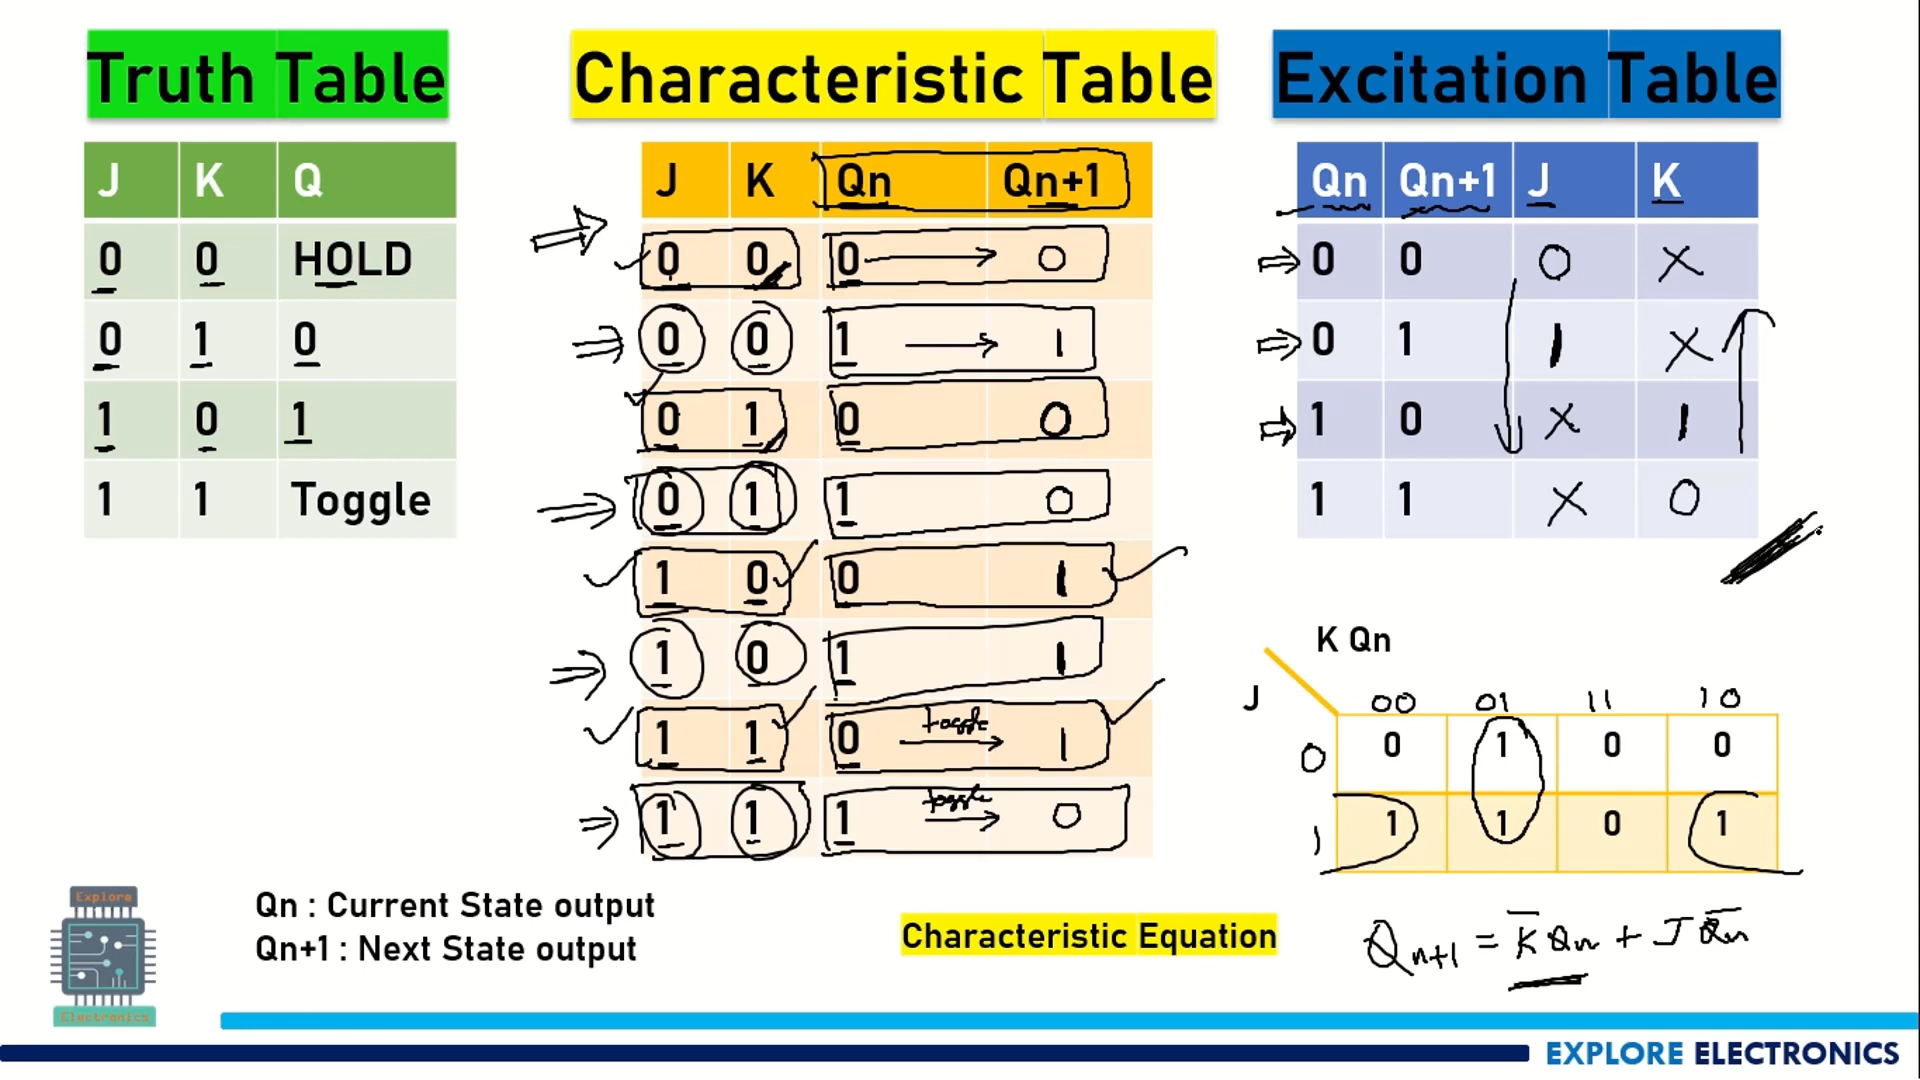 Truth Table
J K Q
0 0 HOLD
0 1 0
1 0 1
1 1 Toggle
Characteristic Table
J K Qn Qn+1
0 0 0 → 0
0 0 1 → 1
0 1 0 0
0 1 1 0
1 0 0 1
1 0 1 1
1 1 0 toggle → 1
1 1 1 toggle → 0
Excitation Table
Qn Qn+1 J K
0 0 0 X
0 1 1 X
1 0 X 1
1 1 X 0
K Qn
J 00 01 11 10
0 0 1 0 0
1 1 1 0 1
Explore
Electronics
Qn : Current State output
Qn+1 : Next State output
Characteristic Equation
Qn+1 = K̅ Qn + J Q̅n
EXPLORE ELECTRONICS